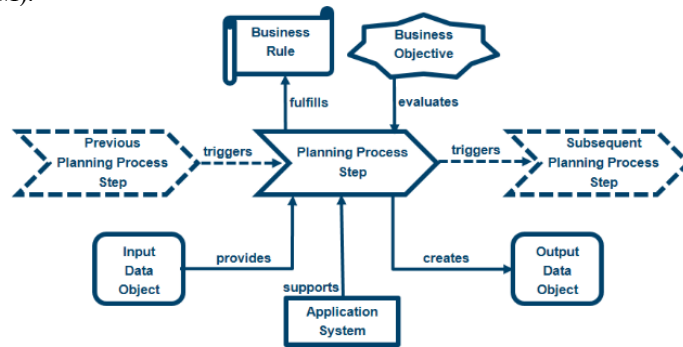 Business
Rule
Business
Objective
fulfills
evaluates
Previous
Planning Process
Step
triggers
Planning Process
Step
triggers
Subsequent
Planning Process
Step
Input
Data
Object
provides
creates
Output
Data
Object
supports
Application
System